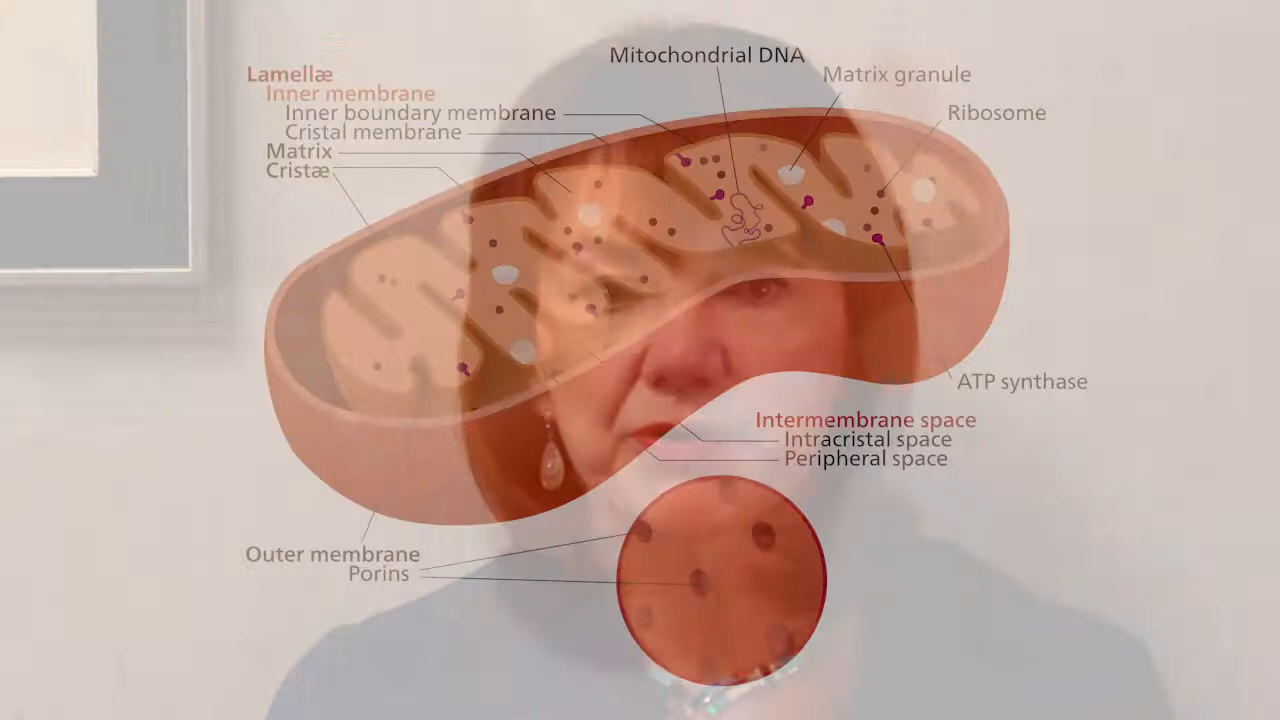 Mitochondrial DNA
Lamellæ
Inner membrane
Inner boundary membrane
Cristal membrane
Matrix
Cristæ
Matrix granule
Ribosome
ATP synthase
Intermembrane space
Intracristal space
Peripheral space
Outer membrane
Porins